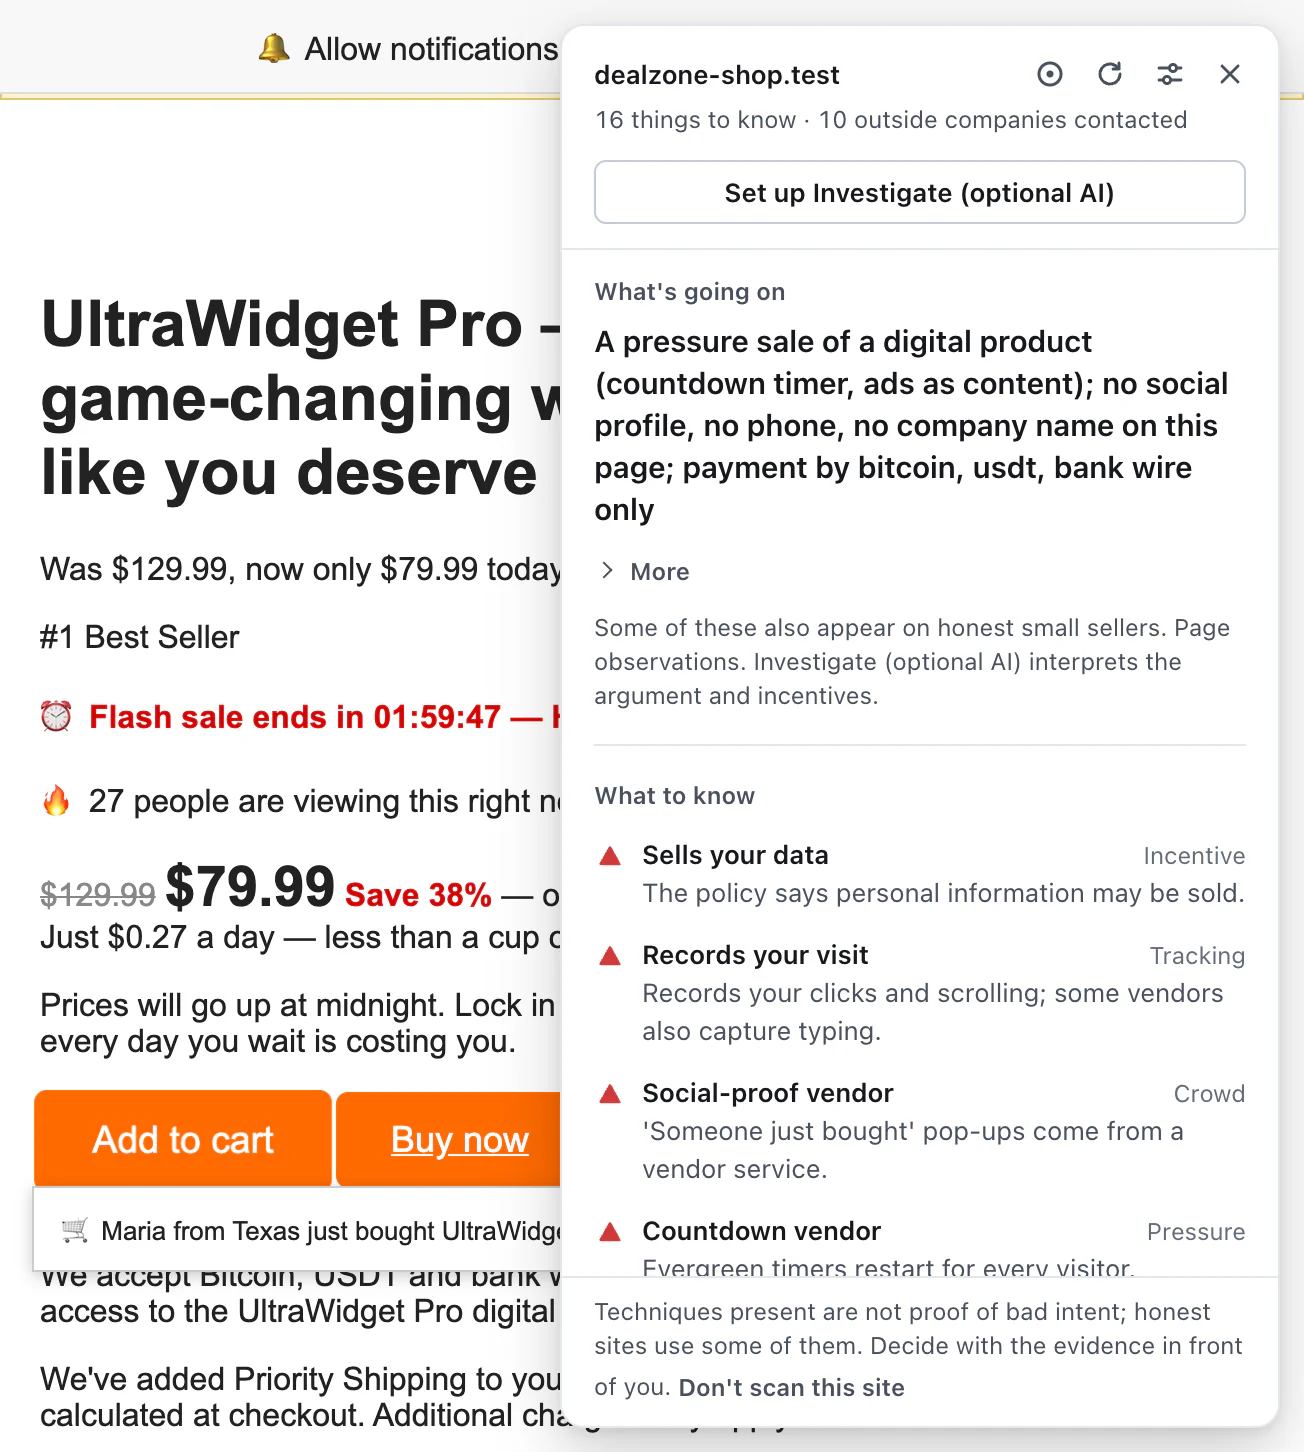 Allow notifications
dealzone-shop.test
16 things to know · 10 outside companies contacted
Set up Investigate (optional AI)
What's going on
A pressure sale of a digital product
(countdown timer, ads as content); no social
profile, no phone, no company name on this
page; payment by bitcoin, usdt, bank wire
only
More
Some of these also appear on honest small sellers. Page
observations. Investigate (optional AI) interprets the
argument and incentives.
What to know
Sells your data Incentive
The policy says personal information may be sold.
Records your visit Tracking
Records your clicks and scrolling; some vendors
also capture typing.
Social-proof vendor Crowd
'Someone just bought' pop-ups come from a
vendor service.
Countdown vendor Pressure
Evergreen timers restart for every visitor.
Techniques present are not proof of bad intent; honest
sites use some of them. Decide with the evidence in front
of you. Don't scan this site
UltraWidget Pro -
game-changing
like you deserve
Was $129.99, now only $79.99 today
#1 Best Seller
Flash sale ends in 01:59:47 —
27 people are viewing this right
$129.99 $79.99 Save 38% —
Just $0.27 a day — less than a cup
Prices will go up at midnight. Lock in
every day you wait is costing you.
Add to cart
Buy now
Maria from Texas just bought
We accept Bitcoin, USDT and bank
access to the UltraWidget Pro digital
We've added Priority Shipping to
calculated at checkout. Additional